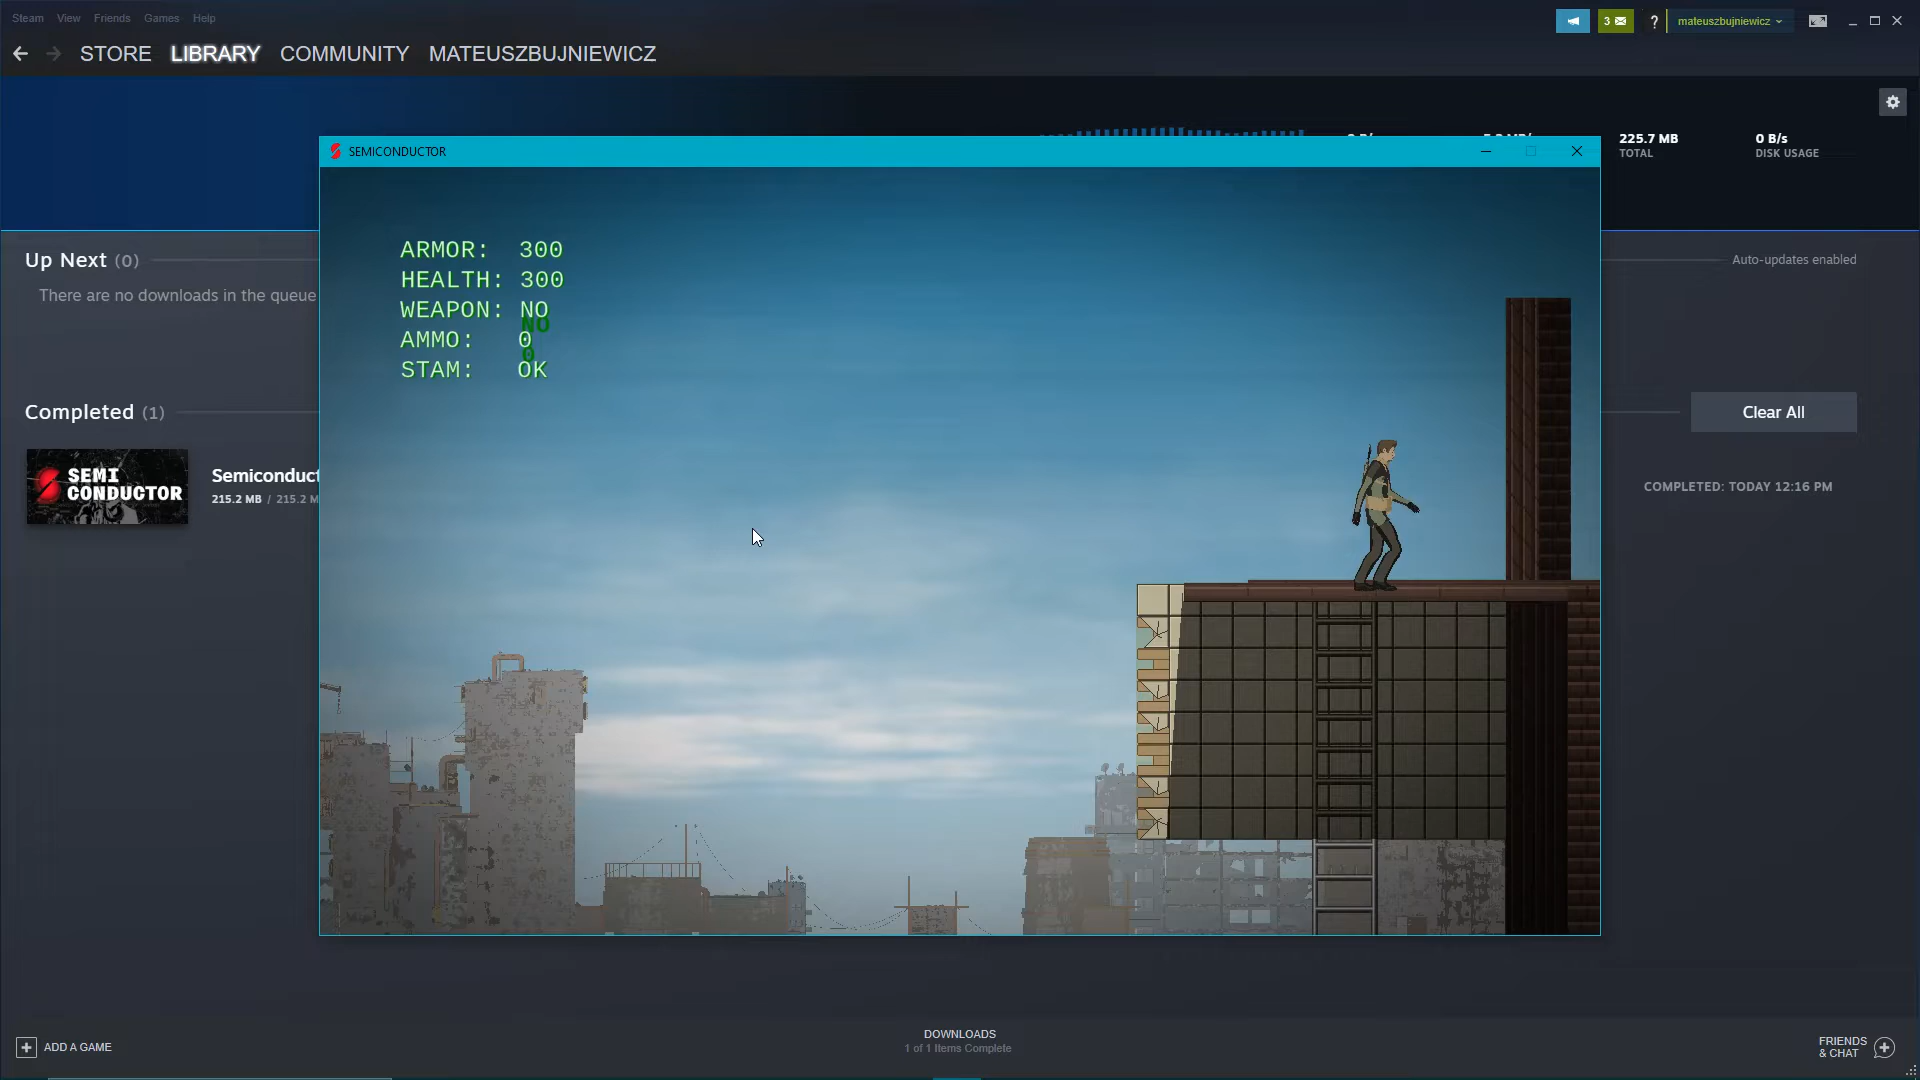 Steam View Friends Games Help
3 ? mateuszbujniewicz
STORE LIBRARY COMMUNITY MATEUSZBUJNIEWICZ
225.7 MB
TOTAL
0 B/s
DISK USAGE
SEMICONDUCTOR
Up Next (0)
Auto-updates enabled
There are no downloads in the queue
ARMOR: 300
HEALTH: 300
WEAPON: NO
NO
AMMO: 0
0
STAM: OK
Completed (1)
Clear All
SEMI
CONDUCTOR
Semiconduct
215.2 MB / 215.2 M
COMPLETED: TODAY 12:16 PM
ADD A GAME
DOWNLOADS
1 of 1 Items Complete
FRIENDS
& CHAT